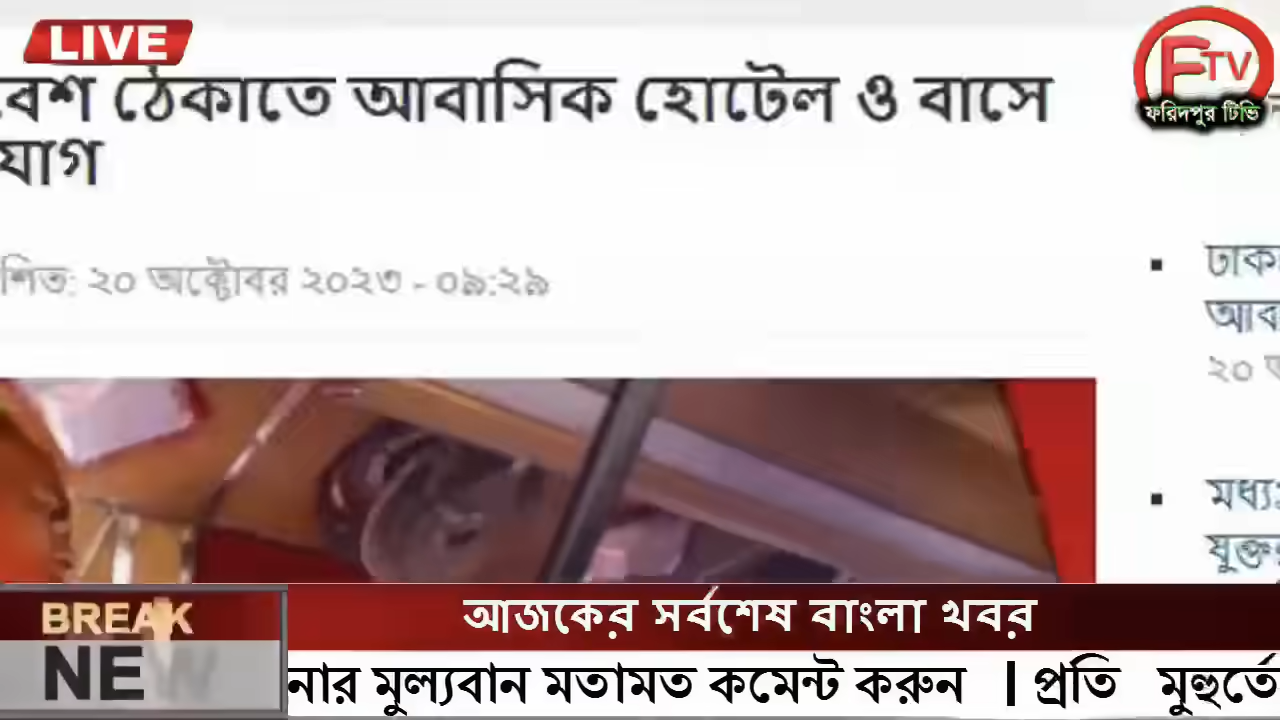 LIVE
FTV
ফরিদপুর টিভি
বেশ ঠেকাতে আবাসিক হোটেল ও বাসে
যোগ
শিত: ২০ অক্টোবর ২০২৩ - ০৯:২৯
ঢাকা
আব
২০
মধ্য
যুক্ত
BREAK
NEW
আজকের সর্বশেষ বাংলা খবর
নার মুল্যবান মতামত কমেন্ট করুন | প্রতি মুহুর্তে